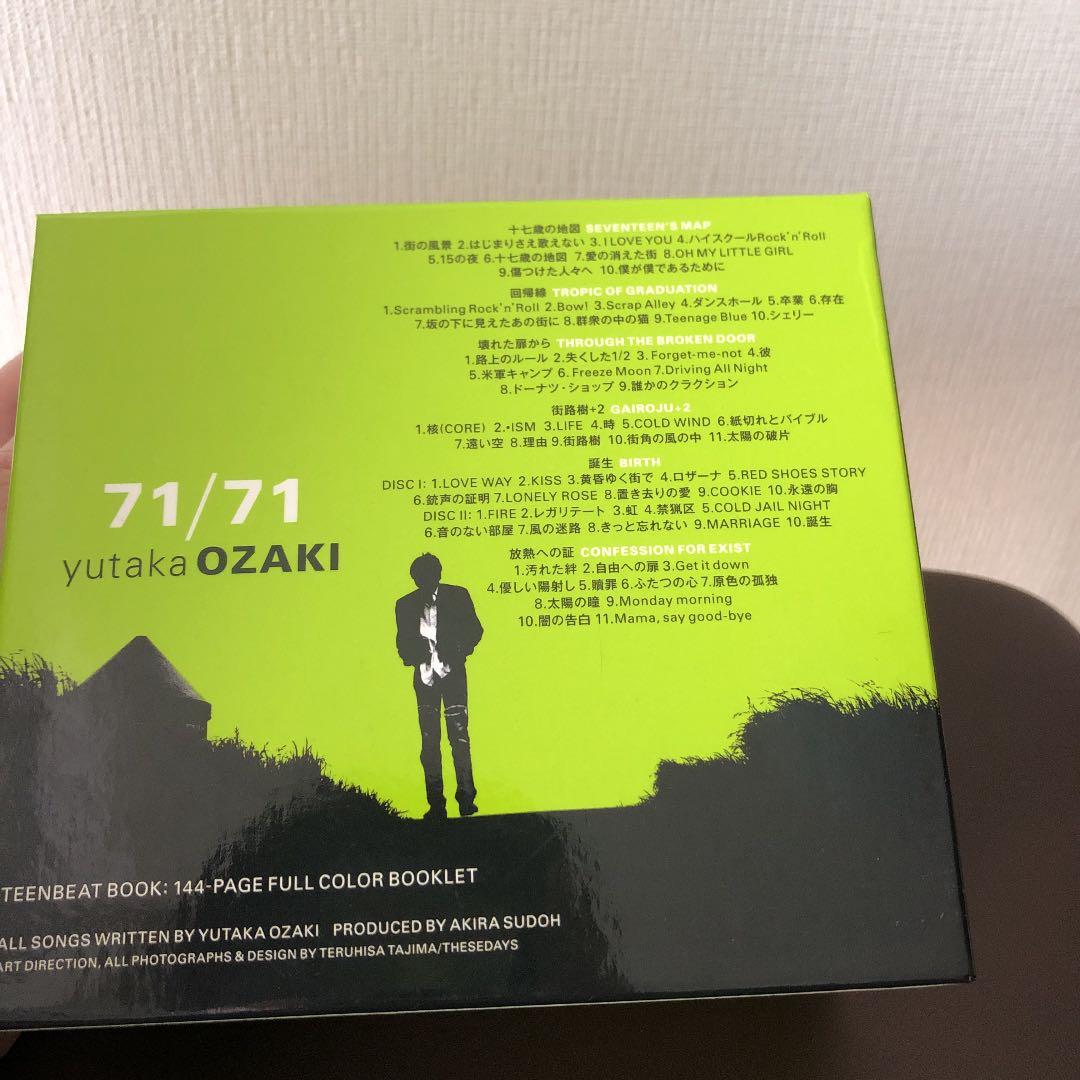 十七歳の地図 SEVENTEEN'S MAP
1.街の風景 2.はじまりさえ歌えない 3.I LOVE YOU 4.ハイスクールRock'n'Roll
5.15の夜 6.十七歳の地図 7.愛の消えた街 8.OH MY LITTLE GIRL
9.傷つけた人々へ 10.僕が僕であるために
回帰線 TROPIC OF GRADUATION
1.Scrambling Rock'n'Roll 2.Bow! 3.Scrap Alley 4.ダンスホール 5.卒業 6.存在
7.坂の下に見えたあの街に 8.群衆の中の猫 9.Teenage Blue 10.シェリー
壊れた扉から THROUGH THE BROKEN DOOR
1.路上のルール 2.失くした1/2 3.Forget-me-not 4.彼
5.米軍キャンプ 6.Freeze Moon 7.Driving All Night
8.ドーナツ・ショップ 9.誰かのクラクション
街路樹+2 GAIROJU+2
1.核(CORE) 2.・ISM 3.LIFE 4.時 5.COLD WIND 6.紙切れとバイブル
7.遠い空 8.理由 9.街路樹 10.街角の風の中 11.太陽の破片
誕生 BIRTH
DISC I: 1.LOVE WAY 2.KISS 3.黄昏ゆく街で 4.ロザーナ 5.RED SHOES STORY
6.銃声の証明 7.LONELY ROSE 8.置き去りの愛 9.COOKIE 10.永遠の胸
DISC II: 1.FIRE 2.レガリテート 3.虹 4.禁猟区 5.COLD JAIL NIGHT
6.音のない部屋 7.風の迷路 8.きっと忘れない 9.MARRIAGE 10.誕生
放熱への証 CONFESSION FOR EXIST
1.汚れた絆 2.自由への扉 3.Get it down
4.優しい陽射し 5.贖罪 6.ふたつの心 7.原色の孤独
8.太陽の瞳 9.Monday morning
10.闇の告白 11.Mama, say good-bye
71/71
yutaka OZAKI
TEENBEAT BOOK: 144-PAGE FULL COLOR BOOKLET
ALL SONGS WRITTEN BY YUTAKA OZAKI PRODUCED BY AKIRA SUDOH
ART DIRECTION, ALL PHOTOGRAPHS & DESIGN BY TERUHISA TAJIMA/THESEDAYS